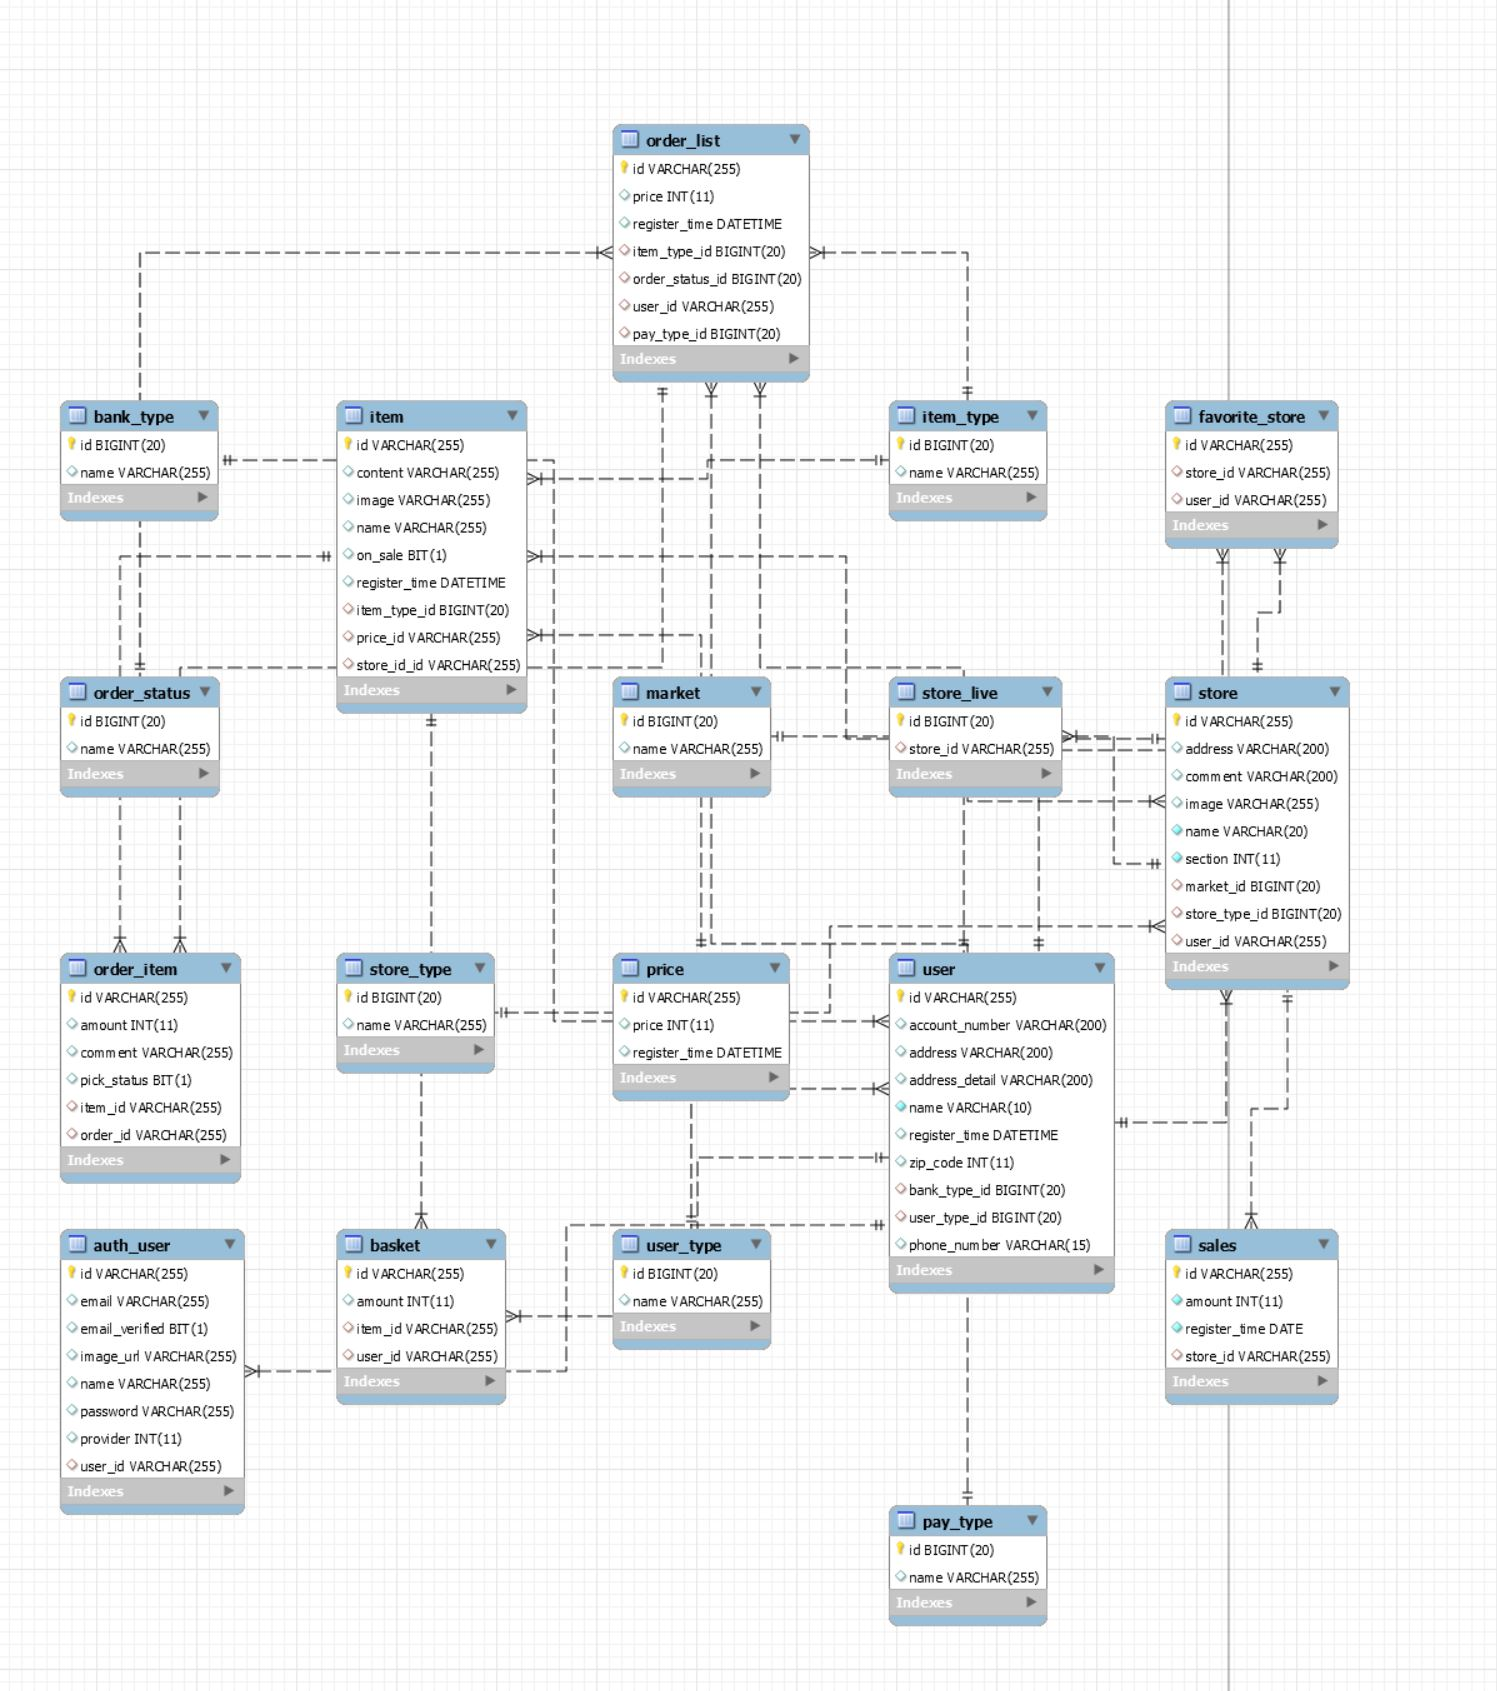 order_list
id VARCHAR(255)
price INT(11)
register_time DATETIME
item_type_id BIGINT(20)
order_status_id BIGINT(20)
user_id VARCHAR(255)
pay_type_id BIGINT(20)
Indexes
bank_type
id BIGINT(20)
name VARCHAR(255)
Indexes
item
id VARCHAR(255)
content VARCHAR(255)
image VARCHAR(255)
name VARCHAR(255)
on_sale BIT(1)
register_time DATETIME
item_type_id BIGINT(20)
price_id VARCHAR(255)
store_id_id VARCHAR(255)
Indexes
item_type
id BIGINT(20)
name VARCHAR(255)
Indexes
favorite_store
id VARCHAR(255)
store_id VARCHAR(255)
user_id VARCHAR(255)
Indexes
order_status
id BIGINT(20)
name VARCHAR(255)
Indexes
market
id BIGINT(20)
name VARCHAR(255)
Indexes
store_live
id BIGINT(20)
store_id VARCHAR(255)
Indexes
store
id VARCHAR(255)
address VARCHAR(200)
comment VARCHAR(200)
image VARCHAR(255)
name VARCHAR(20)
section INT(11)
market_id BIGINT(20)
store_type_id BIGINT(20)
user_id VARCHAR(255)
Indexes
order_item
id VARCHAR(255)
amount INT(11)
comment VARCHAR(255)
pick_status BIT(1)
item_id VARCHAR(255)
order_id VARCHAR(255)
Indexes
store_type
id BIGINT(20)
name VARCHAR(255)
Indexes
price
id VARCHAR(255)
price INT(11)
register_time DATETIME
Indexes
user
id VARCHAR(255)
account_number VARCHAR(200)
address VARCHAR(200)
address_detail VARCHAR(200)
name VARCHAR(10)
register_time DATETIME
zip_code INT(11)
bank_type_id BIGINT(20)
user_type_id BIGINT(20)
phone_number VARCHAR(15)
Indexes
auth_user
id VARCHAR(255)
email VARCHAR(255)
email_verified BIT(1)
image_url VARCHAR(255)
name VARCHAR(255)
password VARCHAR(255)
provider INT(11)
user_id VARCHAR(255)
Indexes
basket
id VARCHAR(255)
amount INT(11)
item_id VARCHAR(255)
user_id VARCHAR(255)
Indexes
user_type
id BIGINT(20)
name VARCHAR(255)
Indexes
sales
id VARCHAR(255)
amount INT(11)
register_time DATE
store_id VARCHAR(255)
Indexes
pay_type
id BIGINT(20)
name VARCHAR(255)
Indexes